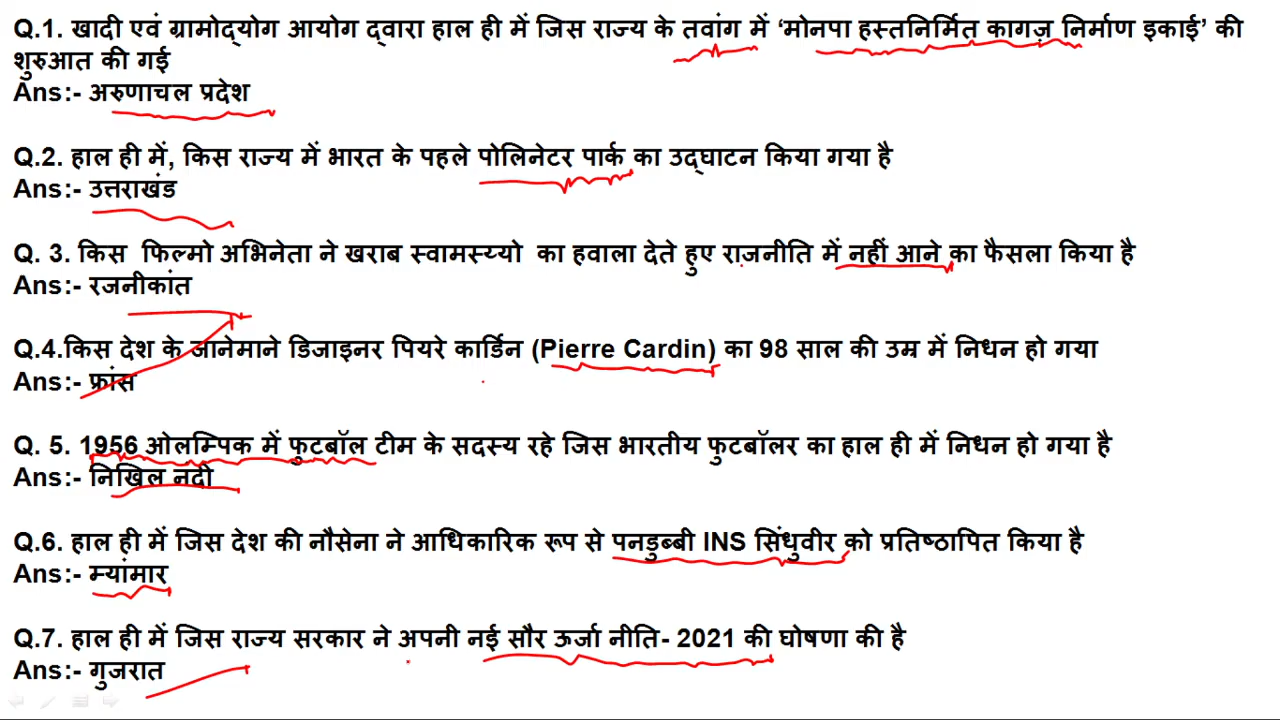 Q.1. खादी एवं ग्रामोद्योग आयोग द्वारा हाल ही में जिस राज्य के तवांग में ‘मोनपा हस्तनिर्मित कागज़ निर्माण इकाई’ की
शुरुआत की गई
Ans:- अरुणाचल प्रदेश
Q.2. हाल ही में, किस राज्य में भारत के पहले पोलिनेटर पार्क का उद्घाटन किया गया है
Ans:- उत्तराखंड
Q. 3. किस फिल्मो अभिनेता ने खराब स्वामस्य्यो का हवाला देते हुए राजनीति में नहीं आने का फैसला किया है
Ans:- रजनीकांत
Q.4.किस देश के जानेमाने डिजाइनर पियरे कार्डिन (Pierre Cardin) का 98 साल की उम्र में निधन हो गया
Ans:- फ्रांस
Q. 5. 1956 ओलम्पिक में फुटबॉल टीम के सदस्य रहे जिस भारतीय फुटबॉलर का हाल ही में निधन हो गया है
Ans:- निखिल नदी
Q.6. हाल ही में जिस देश की नौसेना ने आधिकारिक रूप से पनडुब्बी INS सिंधुवीर को प्रतिष्ठापित किया है
Ans:- म्यांमार
Q.7. हाल ही में जिस राज्य सरकार ने अपनी नई सौर ऊर्जा नीति- 2021 की घोषणा की है
Ans:- गुजरात